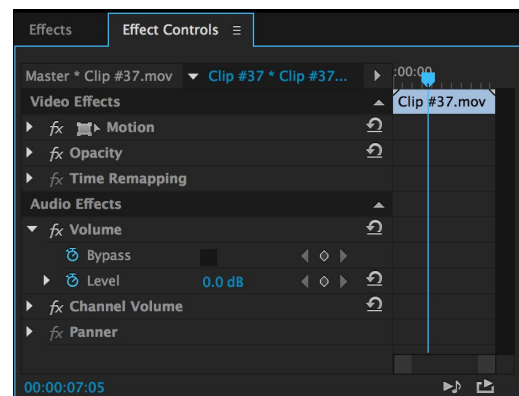 Effects Effect Controls
Master * Clip #37.mov Clip #37 * Clip #37... :00:00
Video Effects Clip #37.mov
fx Motion
fx Opacity
fx Time Remapping
Audio Effects
fx Volume
Bypass
Level 0.0 dB
fx Channel Volume
fx Panner
00:00:07:05